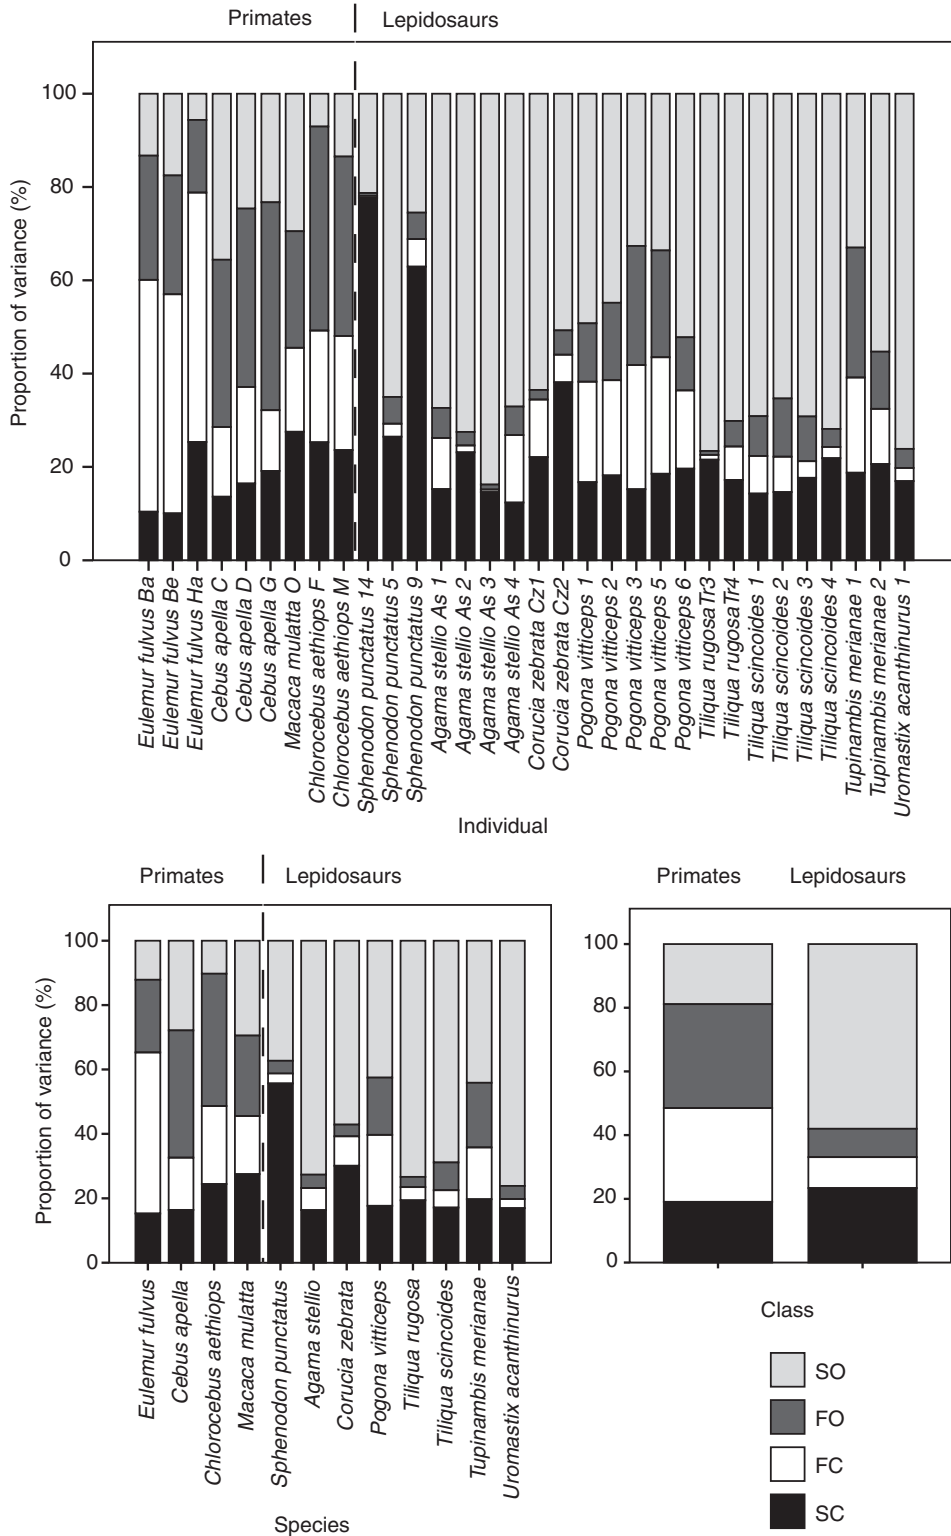 Primates Lepidosaurs
Proportion of variance (%)
100
80
60
40
20
0
Eulemur fulvus Ba
Eulemur fulvus Be
Eulemur fulvus Ha
Cebus apella C
Cebus apella D
Cebus apella G
Macaca mulatta O
Chlorocebus aethiops F
Chlorocebus aethiops M
Sphenodon punctatus 14
Sphenodon punctatus 5
Sphenodon punctatus 9
Agama stellio As 1
Agama stellio As 2
Agama stellio As 3
Agama stellio As 4
Corucia zebrata Cz1
Corucia zebrata Cz2
Pogona vitticeps 1
Pogona vitticeps 2
Pogona vitticeps 3
Pogona vitticeps 5
Pogona vitticeps 6
Tiliqua rugosaTr3
Tiliqua rugosaTr4
Tiliqua scincoides 1
Tiliqua scincoides 2
Tiliqua scincoides 3
Tiliqua scincoides 4
Tupinambis merianae 1
Tupinambis merianae 2
Uromastix acanthinurus 1
Individual
Primates Lepidosaurs
Proportion of variance (%)
100
80
60
40
20
0
Eulemur fulvus
Cebus apella
Chlorocebus aethiops
Macaca mulatta
Sphenodon punctatus
Agama stellio
Corucia zebrata
Pogona vitticeps
Tiliqua rugosa
Tiliqua scincoides
Tupinambis merianae
Uromastix acanthinurus
Species
Primates Lepidosaurs
100
80
60
40
20
0
Class
SO
FO
FC
SC